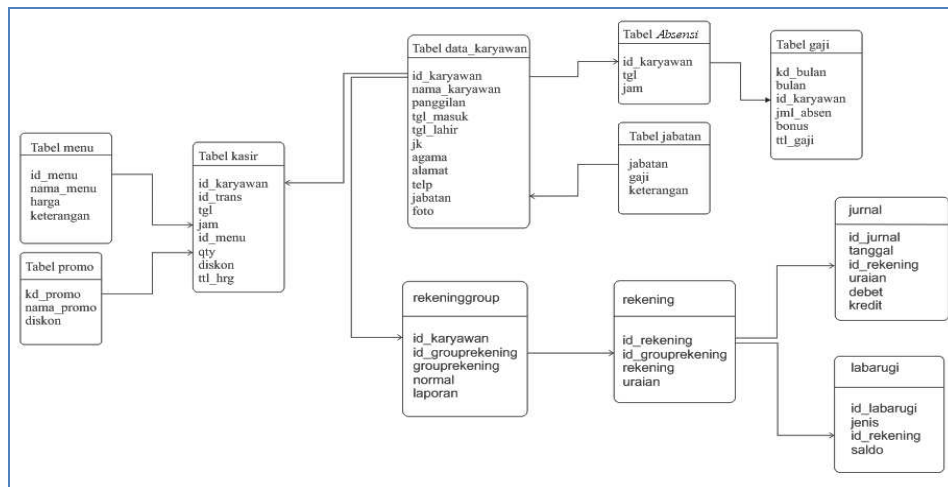 Tabel menu
id_menu
nama_menu
harga
keterangan
Tabel promo
kd_promo
nama_promo
diskon
Tabel kasir
id_karyawan
id_trans
tgl
jam
id_menu
qty
diskon
ttl_hrg
Tabel data_karyawan
id_karyawan
nama_karyawan
panggilan
tgl_masuk
tgl_lahir
jk
agama
alamat
telp
jabatan
foto
Tabel Absensi
id_karyawan
tgl
jam
Tabel jabatan
jabatan
gaji
keterangan
Tabel gaji
kd_bulan
bulan
id_karyawan
jml_absen
bonus
ttl_gaji
rekeninggroup
id_karyawan
id_grouprekening
grouprekening
normal
laporan
rekening
id_rekening
id_grouprekening
rekening
uraian
jurnal
id_jurnal
tanggal
id_rekening
uraian
debet
kredit
labarugi
id_labarugi
jenis
id_rekening
saldo